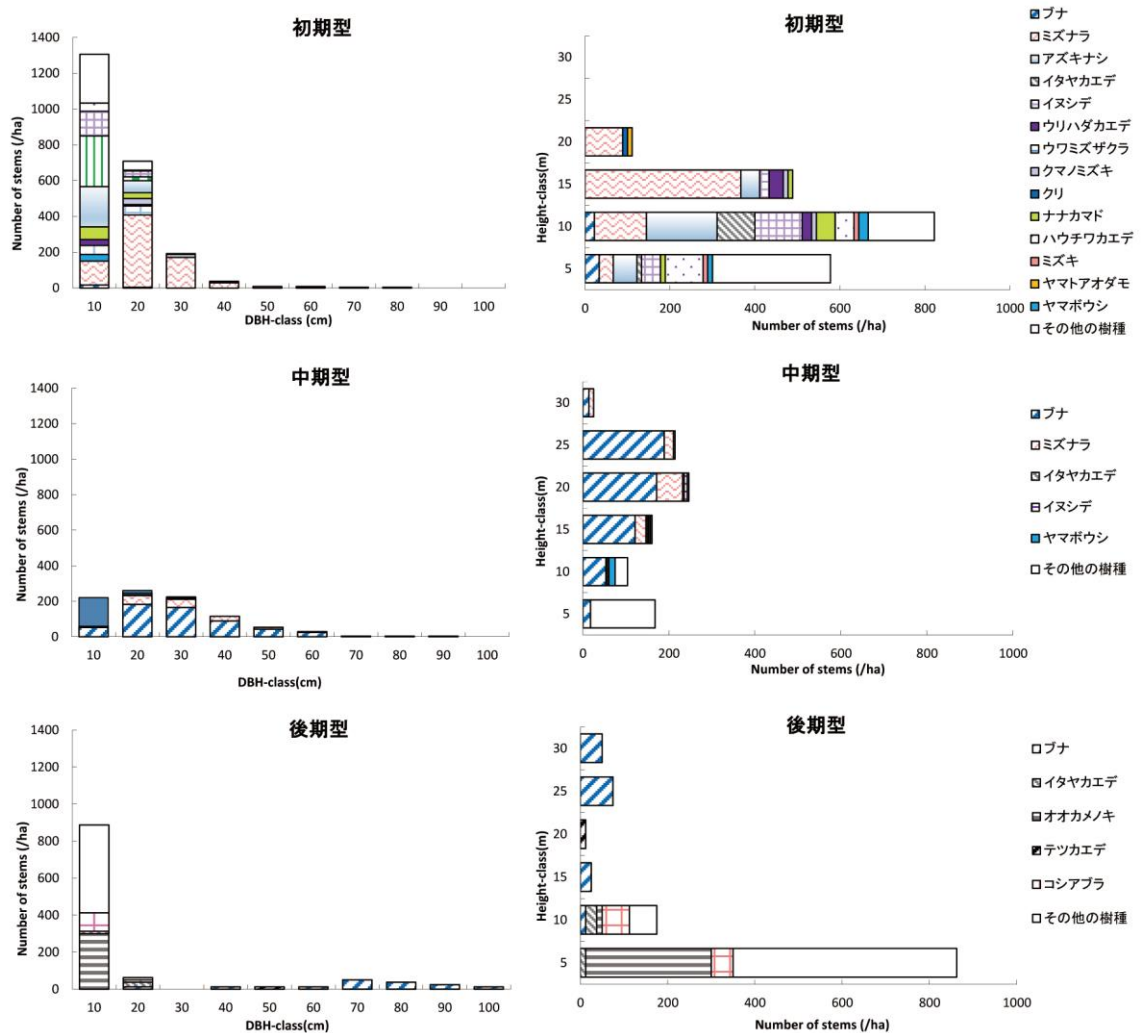 初期型
Number of stems (/ha)
1400
1200
1000
800
600
400
200
0
10 20 30 40 50 60 70 80 90 100
DBH-class (cm)
初期型
Height-class(m)
30
25
20
15
10
5
0 200 400 600 800 1000
Number of stems (/ha)
ブナ
ミズナラ
アズキナシ
イタヤカエデ
イヌシデ
ウリハダカエデ
ウワミズザクラ
クマノミズキ
クリ
ナナカマド
ハウチワカエデ
ミズキ
ヤマトアオダモ
ヤマボウシ
その他の樹種
中期型
Number of stems (/ha)
1400
1200
1000
800
600
400
200
0
10 20 30 40 50 60 70 80 90 100
DBH-class(cm)
中期型
Height-class(m)
30
25
20
15
10
5
0 200 400 600 800 1000
Number of stems (/ha)
ブナ
ミズナラ
イタヤカエデ
イヌシデ
ヤマボウシ
その他の樹種
後期型
Number of stems (/ha)
1400
1200
1000
800
600
400
200
0
10 20 30 40 50 60 70 80 90 100
DBH-class(cm)
後期型
Height-class(m)
30
25
20
15
10
5
0 200 400 600 800 1000
Number of stems (/ha)
ブナ
イタヤカエデ
オオカメノキ
テツカエデ
コシアブラ
その他の樹種